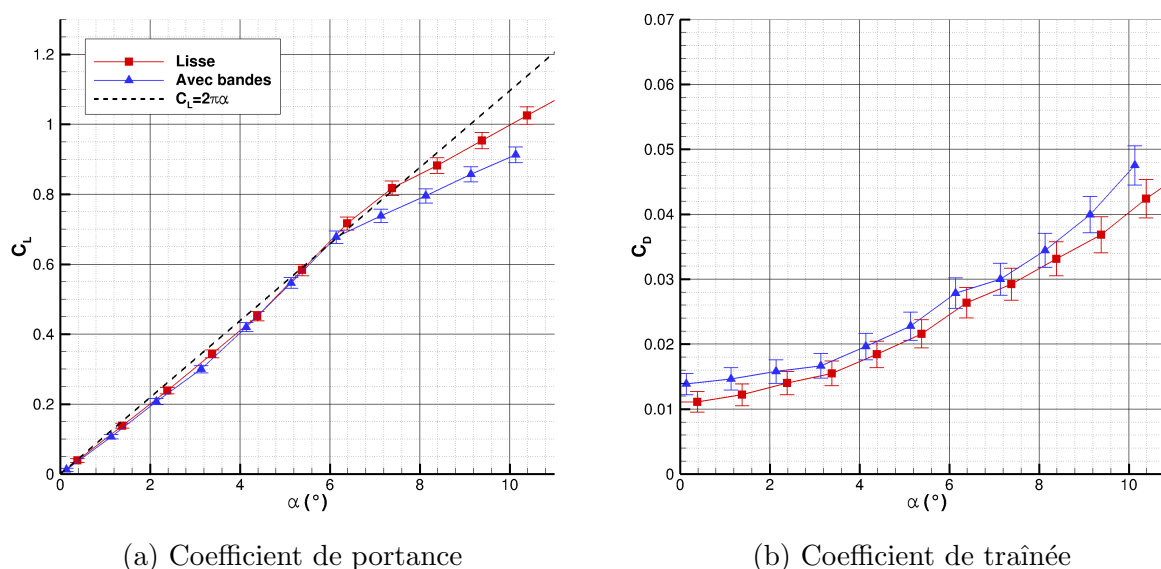 1.2
1
0.8
0.6
0.4
0.2
0
C_L
Lisse
Avec bandes
C_L=2πα
0 2 4 6 8 10
α (°)
(a) Coefficient de portance
0.07
0.06
0.05
0.04
0.03
0.02
0.01
0
C_D
0 2 4 6 8 10
α (°)
(b) Coefficient de traînée